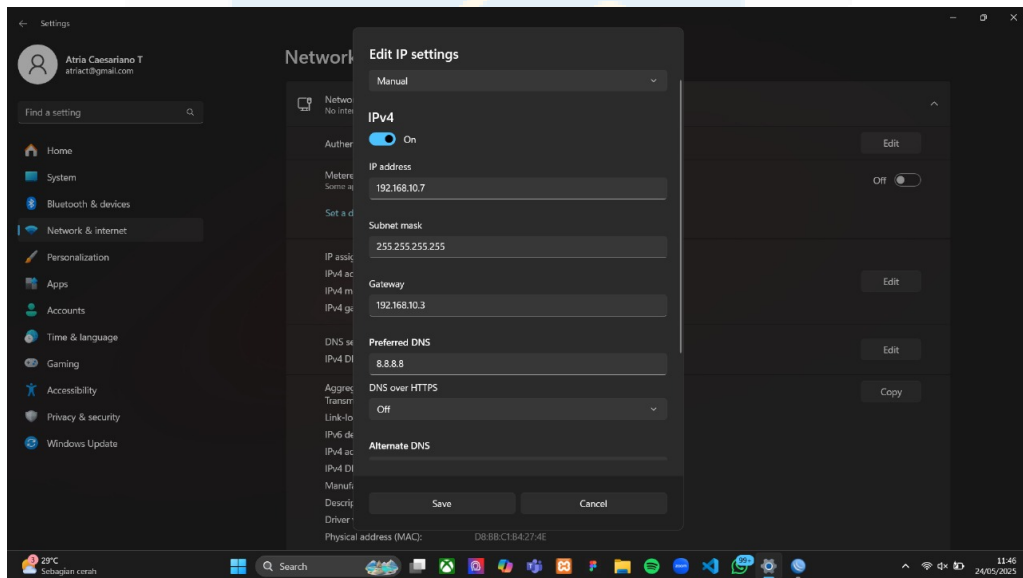 Settings
Atria Caesariano T
atriact@gmail.com
Find a setting
Home
System
Bluetooth & devices
Network & internet
Personalization
Apps
Accounts
Time & language
Gaming
Accessibility
Privacy & security
Windows Update
Network
Edit
Off
Set a d
Edit
Edit
Copy
Physical address (MAC): D8:BB:C1:B4:27:4E
Edit IP settings
Manual
IPv4
On
IP address
192.168.10.7
Subnet mask
255.255.255.255
Gateway
192.168.10.3
Preferred DNS
8.8.8.8
DNS over HTTPS
Off
Alternate DNS
Save
Cancel
3
29°C
Sebagian cerah
Search
99+
11:46
24/05/2025